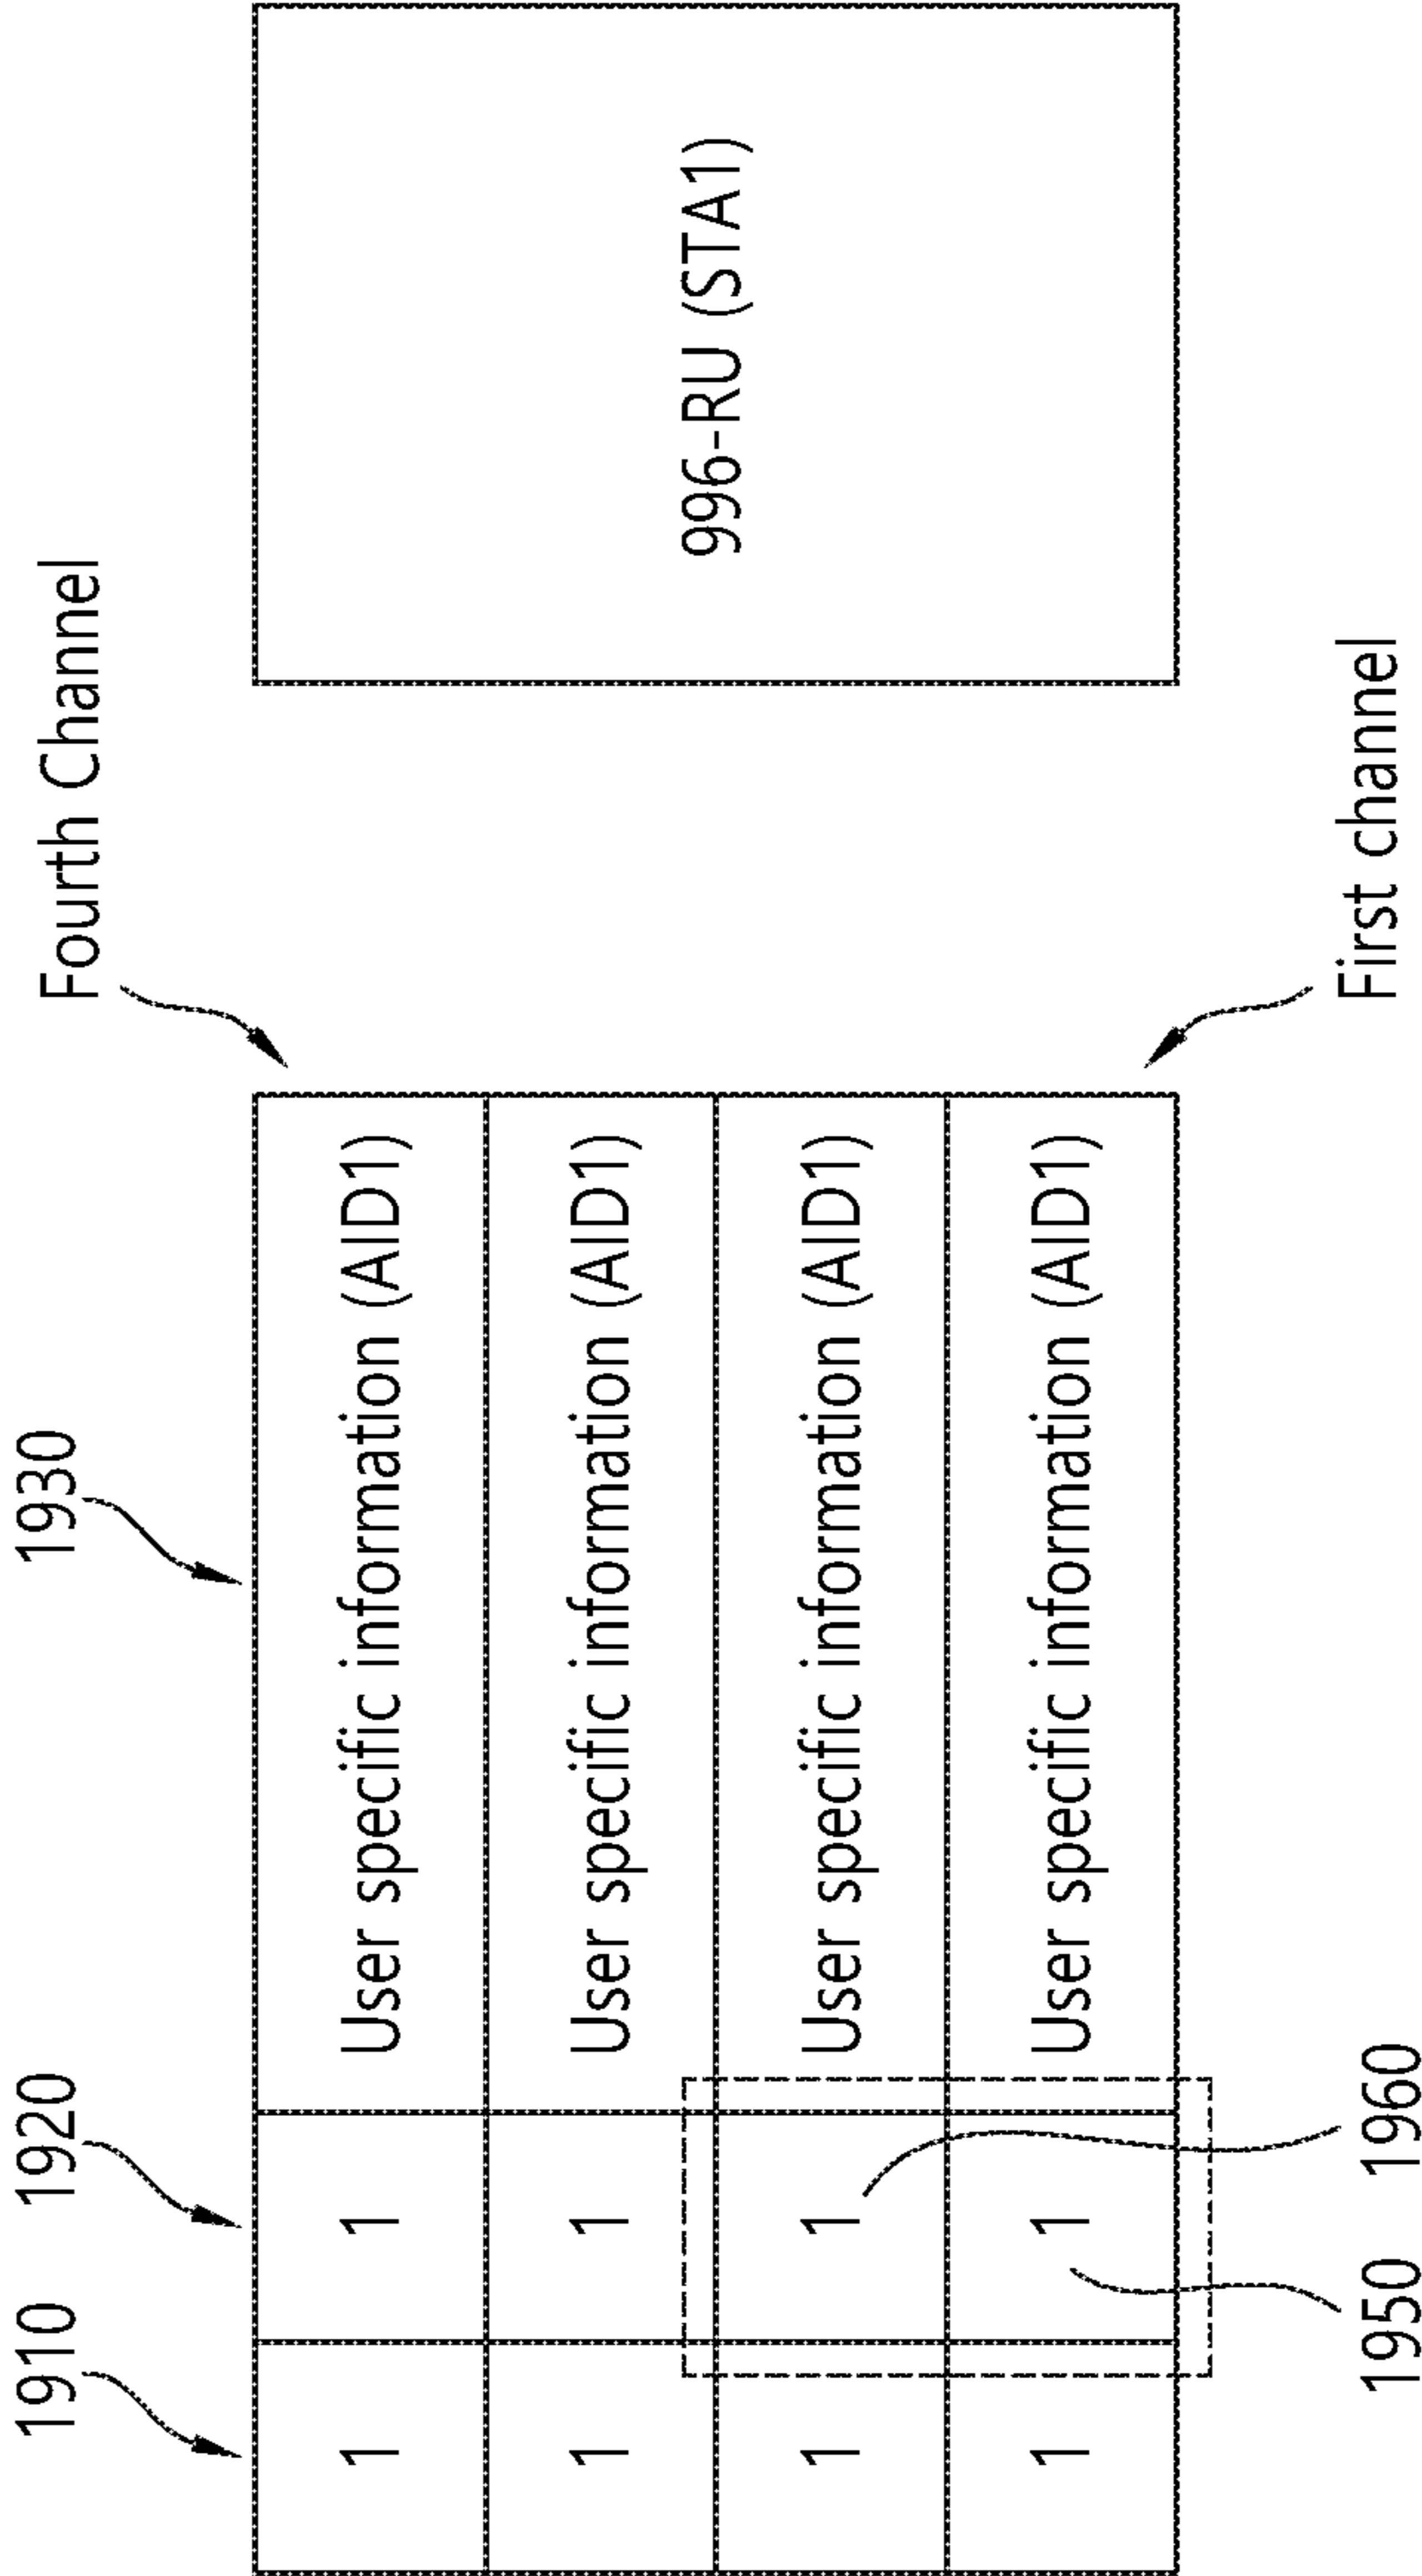 1910
1920
1930
Fourth Channel
1
1
User specific information (AID1)
1
1
User specific information (AID1)
1
1
User specific information (AID1)
1
1
User specific information (AID1)
996-RU (STA1)
1950
1960
First channel